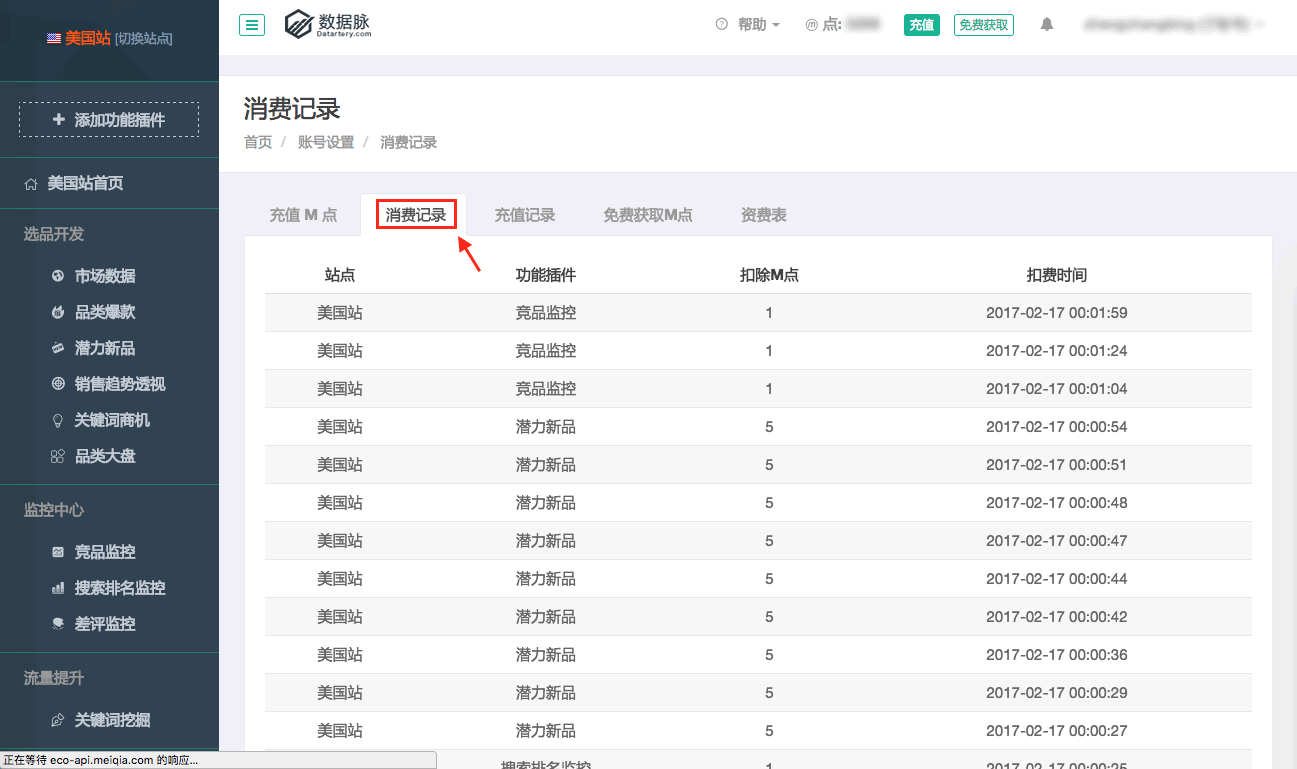 美国站 [切换站点]
添加功能插件
美国站首页
选品开发
市场数据
品类爆款
潜力新品
销售趋势透视
关键词商机
品类大盘
监控中心
竞品监控
搜索排名监控
差评监控
流量提升
关键词挖掘
正在等待 eco-api.meiqia.com 的响应...
数据脉
Datartery.com
帮助
点:
充值
免费获取
消费记录
首页 / 账号设置 / 消费记录
充值 M 点 消费记录 充值记录 免费获取M点 资费表
站点 功能插件 扣除M点 扣费时间
美国站 竞品监控 1 2017-02-17 00:01:59
美国站 竞品监控 1 2017-02-17 00:01:24
美国站 竞品监控 1 2017-02-17 00:01:04
美国站 潜力新品 5 2017-02-17 00:00:54
美国站 潜力新品 5 2017-02-17 00:00:51
美国站 潜力新品 5 2017-02-17 00:00:48
美国站 潜力新品 5 2017-02-17 00:00:47
美国站 潜力新品 5 2017-02-17 00:00:44
美国站 潜力新品 5 2017-02-17 00:00:42
美国站 潜力新品 5 2017-02-17 00:00:36
美国站 潜力新品 5 2017-02-17 00:00:29
美国站 潜力新品 5 2017-02-17 00:00:27
搜索排名监控 1 2017-02-17 00:00:25